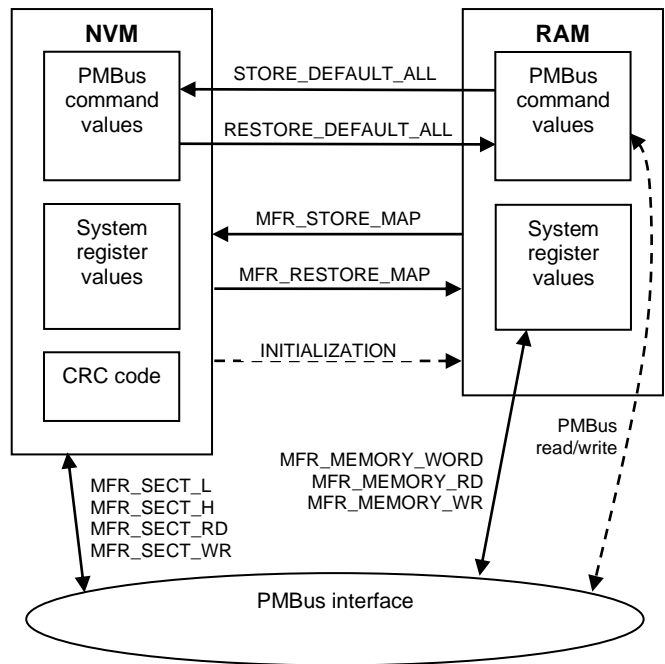 NVM
RAM
PMBus
command
values
STORE_DEFAULT_ALL
RESTORE_DEFAULT_ALL
PMBus
command
values
System
register
values
MFR_STORE_MAP
MFR_RESTORE_MAP
System
register
values
INITIALIZATION
CRC code
PMBus
read/write
MFR_MEMORY_WORD
MFR_MEMORY_RD
MFR_MEMORY_WR
MFR_SECT_L
MFR_SECT_H
MFR_SECT_RD
MFR_SECT_WR
PMBus interface